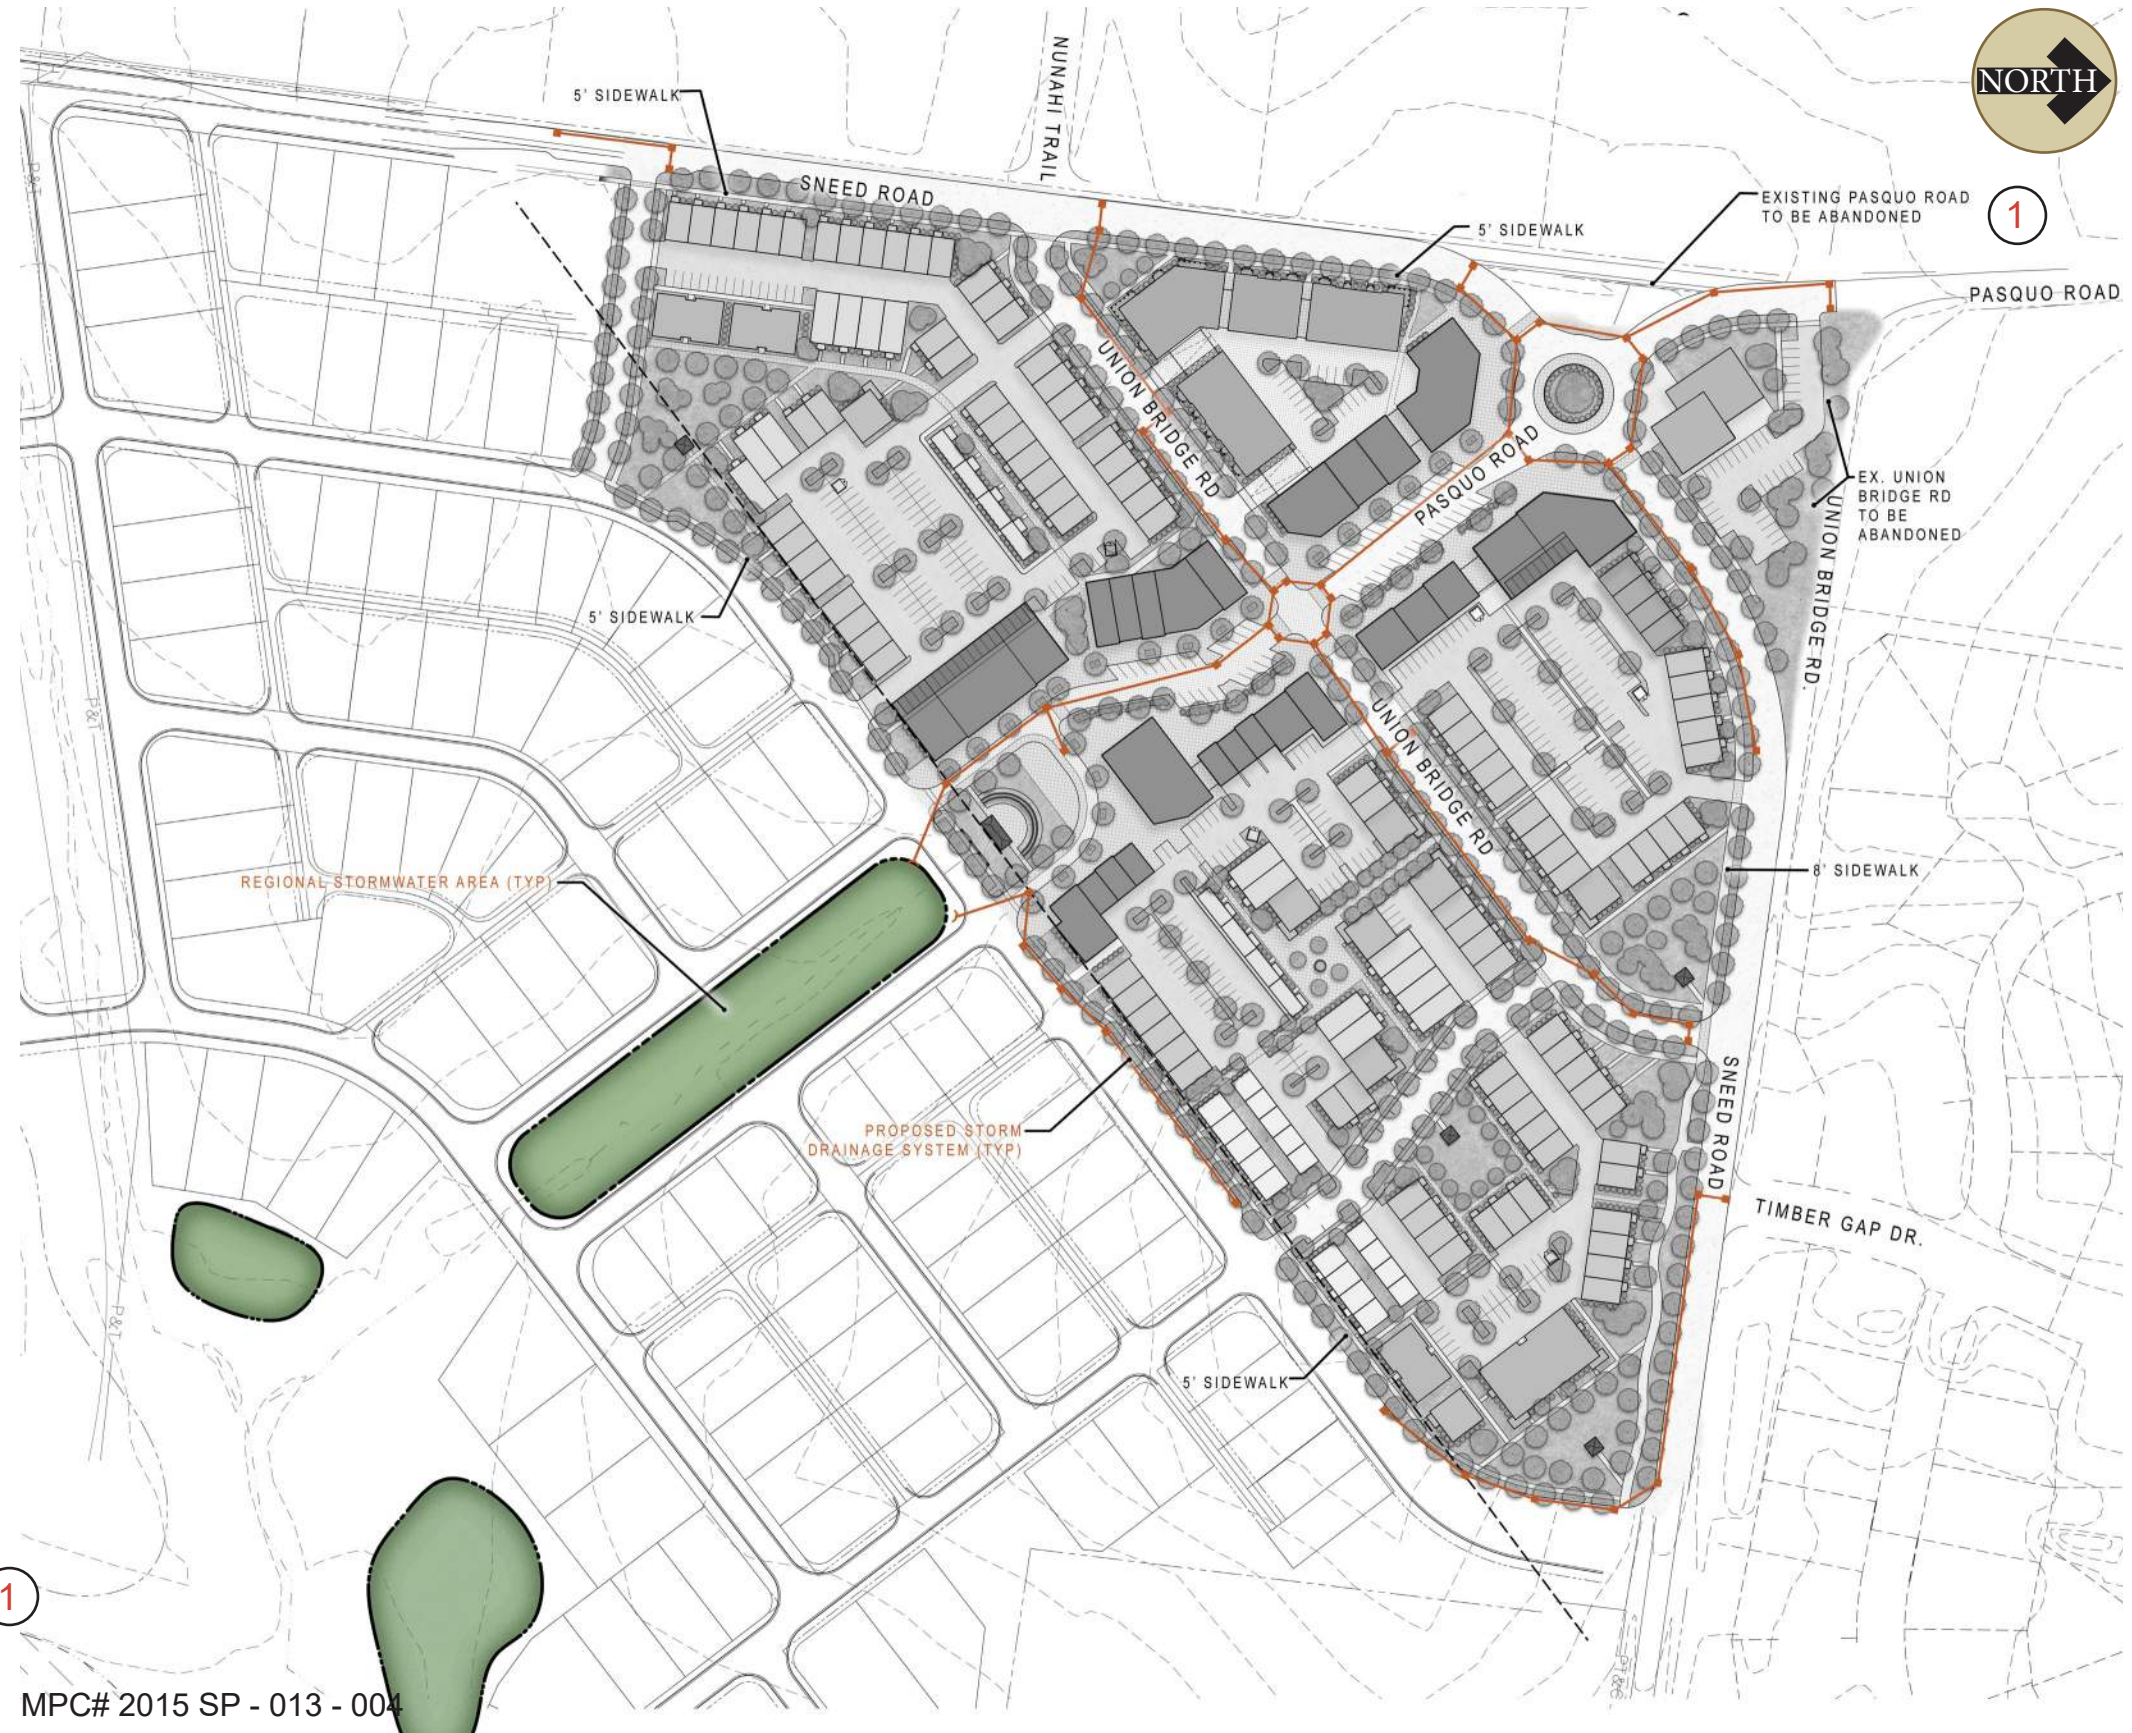 NORTH
NUNAHI TRAIL
5' SIDEWALK
SNEED ROAD
EXISTING PASQUO ROAD
TO BE ABANDONED
1
5' SIDEWALK
PASQUO ROAD
UNION BRIDGE RD
PASQUO ROAD
EX. UNION
BRIDGE RD
TO BE
ABANDONED
UNION BRIDGE RD.
5' SIDEWALK
P&T
P&T
UNION BRIDGE RD
REGIONAL STORMWATER AREA (TYP)
8' SIDEWALK
SNEED ROAD
PROPOSED STORM
DRAINAGE SYSTEM (TYP)
TIMBER GAP DR.
P&T
5' SIDEWALK
1
MPC# 2015 SP - 013 - 004